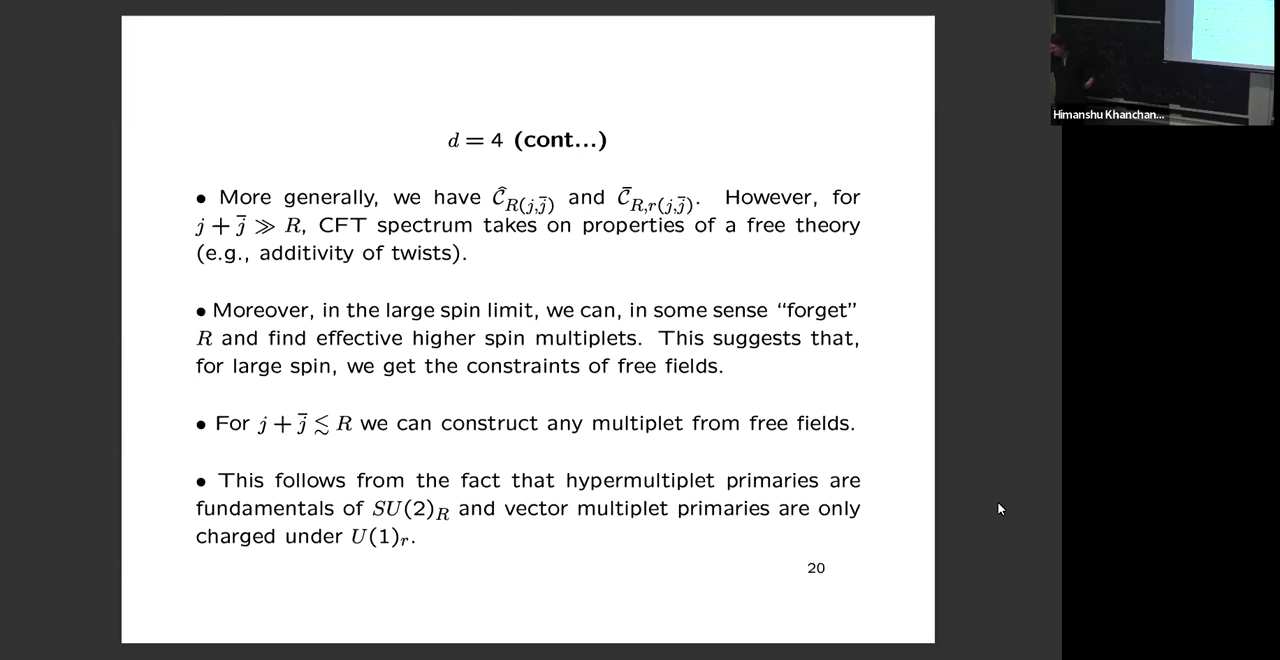 d = 4 (cont...)
• More generally, we have Ĉ_{R(j,j̄)} and C̄_{R,r(j,j̄)}. However, for
j + j̄ ≫ R, CFT spectrum takes on properties of a free theory
(e.g., additivity of twists).
• Moreover, in the large spin limit, we can, in some sense “forget”
R and find effective higher spin multiplets. This suggests that,
for large spin, we get the constraints of free fields.
• For j + j̄ ≲ R we can construct any multiplet from free fields.
• This follows from the fact that hypermultiplet primaries are
fundamentals of SU(2)_R and vector multiplet primaries are only
charged under U(1)_r.
20
Himanshu Khanchan...